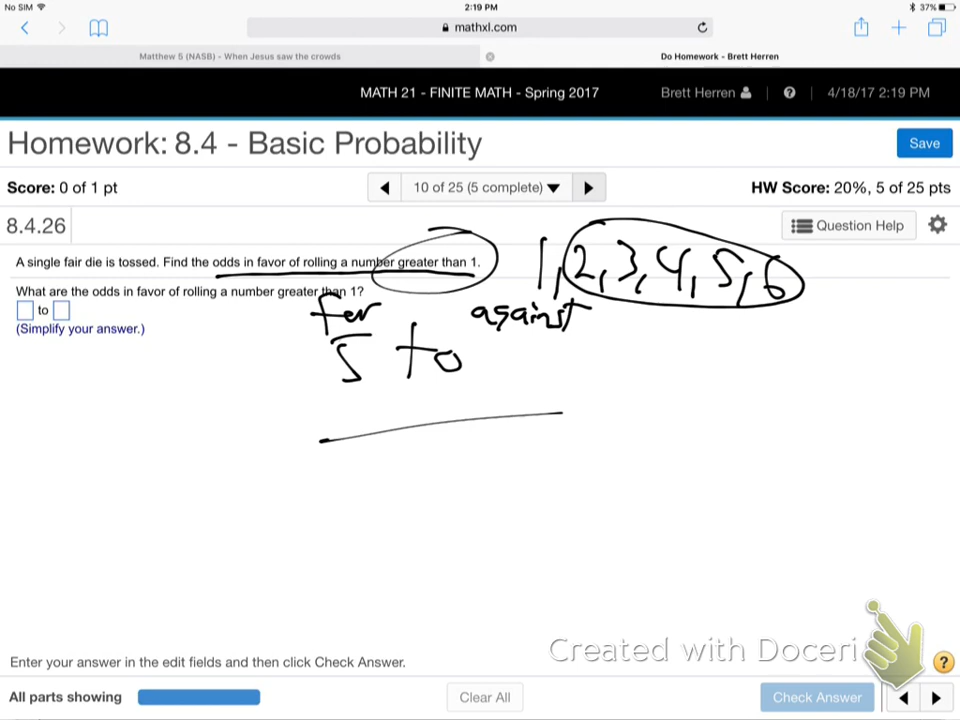 No SIM 2:19 PM 37%
mathxl.com
Matthew 5 (NASB) - When Jesus saw the crowds Do Homework - Brett Herren
MATH 21 - FINITE MATH - Spring 2017 Brett Herren ? 4/18/17 2:19 PM
Homework: 8.4 - Basic Probability Save
Score: 0 of 1 pt 10 of 25 (5 complete) HW Score: 20%, 5 of 25 pts
8.4.26 Question Help
A single fair die is tossed. Find the odds in favor of rolling a number greater than 1. 1, 2, 3, 4, 5, 6
What are the odds in favor of rolling a number greater than 1?
to for against
(Simplify your answer.)
5 to
Created with Doceri
Enter your answer in the edit fields and then click Check Answer. ?
All parts showing Clear All Check Answer